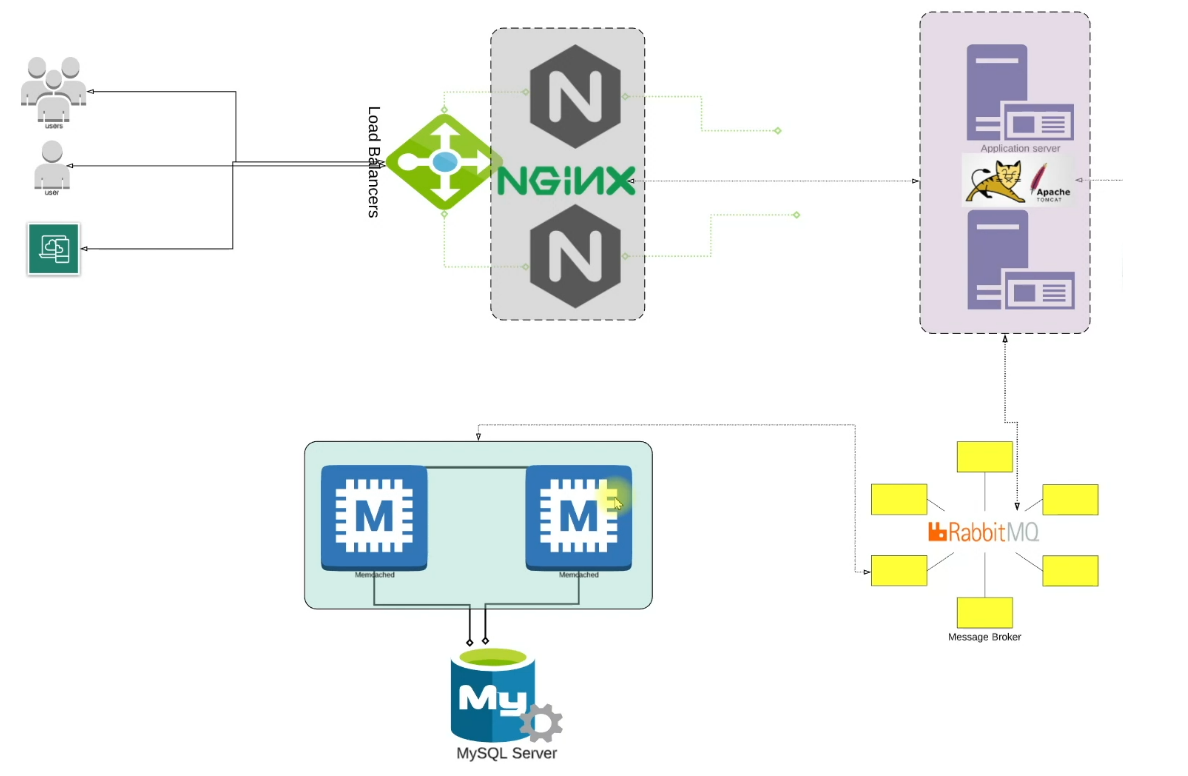 users
user
Load Balancers
N
NGiNX
N
Application server
Apache
TOMCAT
M
M
Memcached
Memcached
RabbitMQ
Message Broker
My
MySQL Server